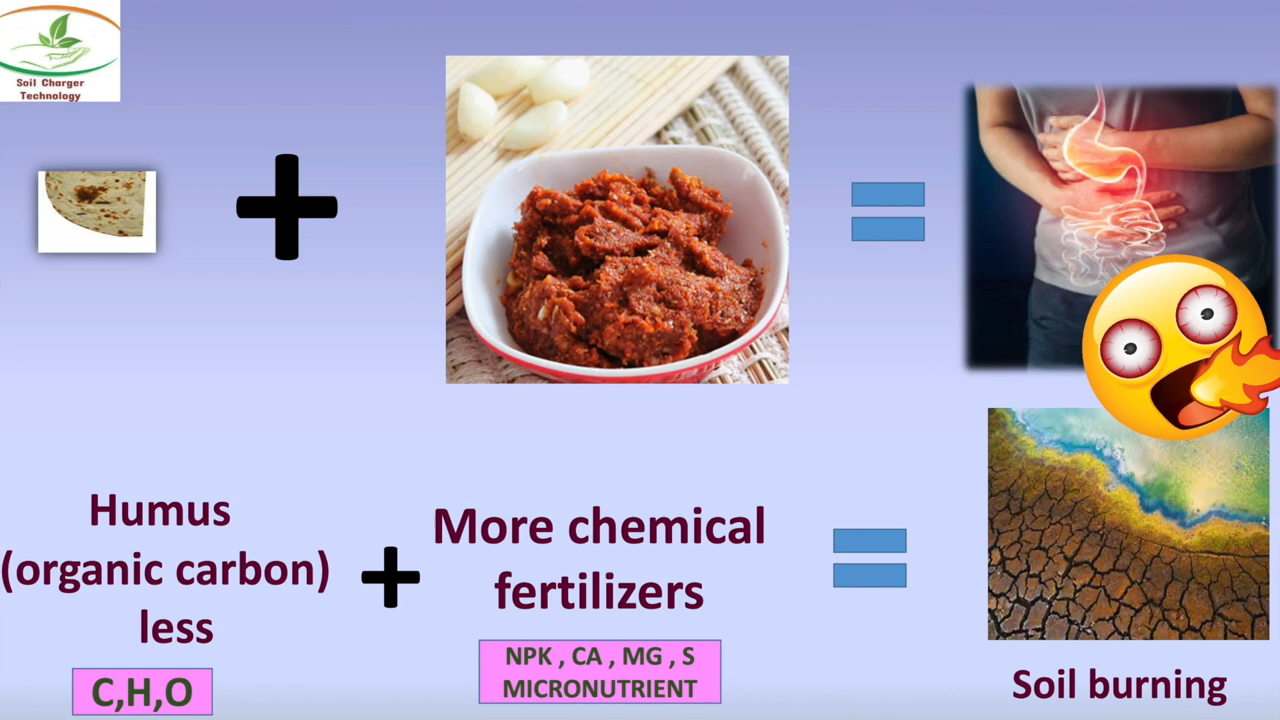 Soil Charger
Technology
Humus
(organic carbon)
less
C,H,O
More chemical
fertilizers
NPK , CA , MG , S
MICRONUTRIENT
Soil burning